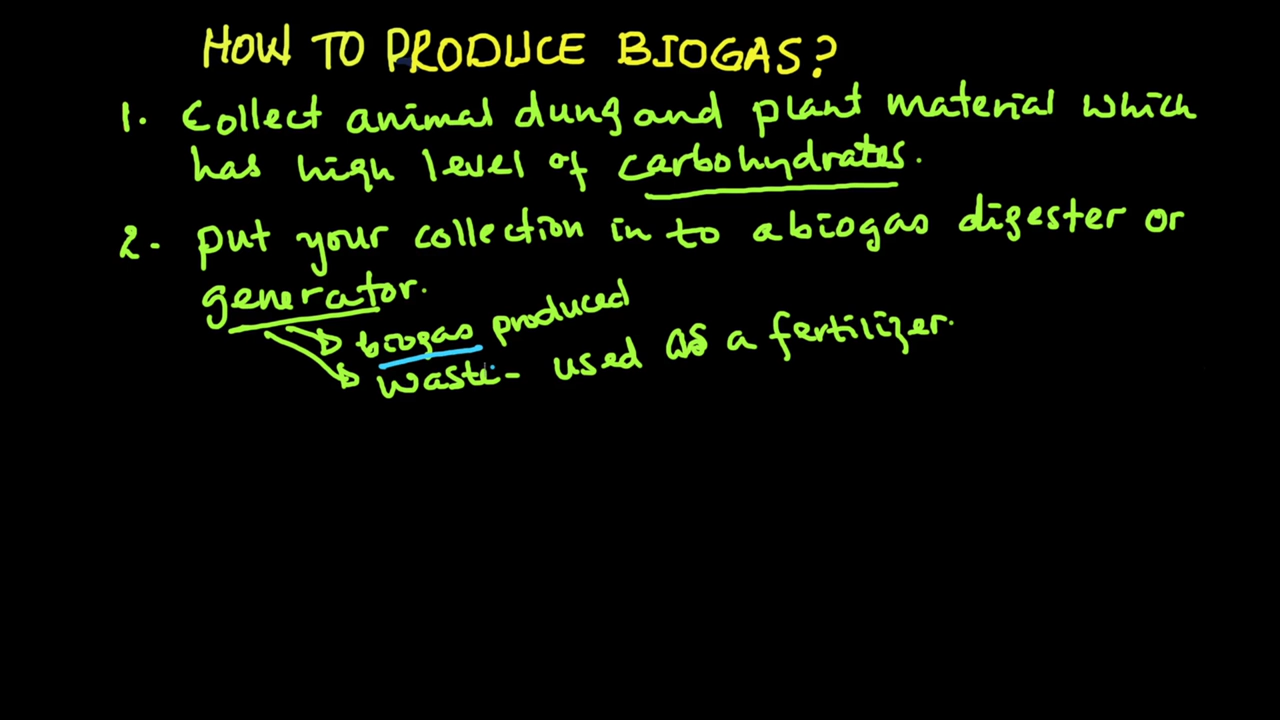 HOW TO PRODUCE BIOGAS?
1. Collect animal dung and plant material which
has high level of carbohydrates.
2. put your collection in to a biogas digester or
generator.
biogas produced
waste - used as a fertilizer.